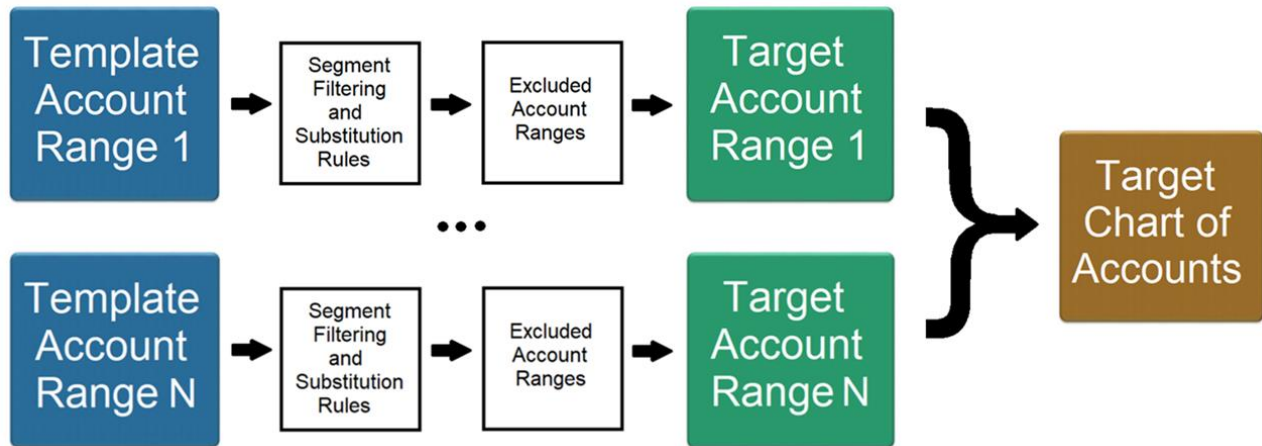 Template
Account
Range 1
Segment
Filtering
and
Substitution
Rules
Excluded
Account
Ranges
Target
Account
Range 1
Target
Chart of
Accounts
Template
Account
Range N
Segment
Filtering
and
Substitution
Rules
Excluded
Account
Ranges
Target
Account
Range N